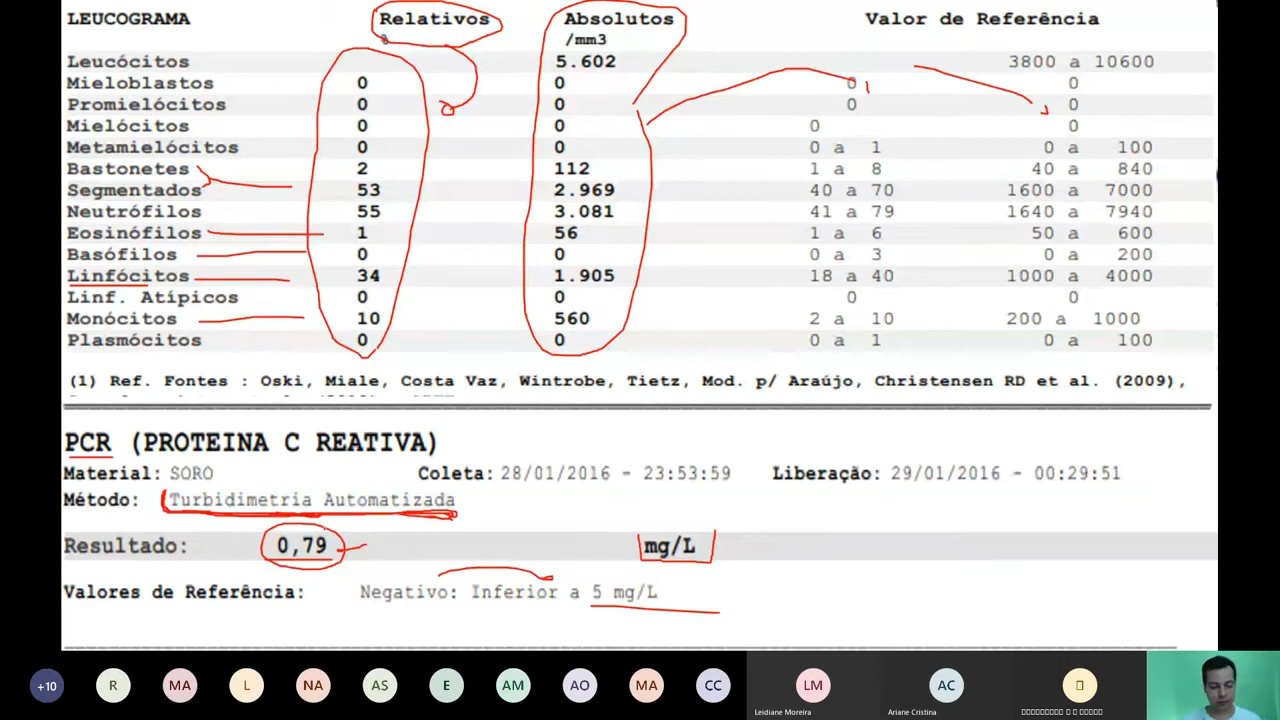 LEUCOGRAMA Relativos Absolutos Valor de Referência
% /mm3
Leucócitos 5.602 3800 a 10600
Mieloblastos 0 0 0 0
Promielócitos 0 0 0 0
Mielócitos 0 0 0 0
Metamielócitos 0 0 0 a 1 0 a 100
Bastonetes 2 112 1 a 8 40 a 840
Segmentados 53 2.969 40 a 70 1600 a 7000
Neutrófilos 55 3.081 41 a 79 1640 a 7940
Eosinófilos 1 56 1 a 6 50 a 600
Basófilos 0 0 0 a 3 0 a 200
Linfócitos 34 1.905 18 a 40 1000 a 4000
Linf. Atípicos 0 0 0 0
Monócitos 10 560 2 a 10 200 a 1000
Plasmócitos 0 0 0 a 1 0 a 100
(1) Ref. Fontes : Oski, Miale, Costa Vaz, Wintrobe, Tietz, Mod. p/ Araújo, Christensen RD et al. (2009),
PCR (PROTEINA C REATIVA)
Material: SORO Coleta: 28/01/2016 - 23:53:59 Liberação: 29/01/2016 - 00:29:51
Método: Turbidimetria Automatizada
Resultado: 0,79 mg/L
Valores de Referência: Negativo: Inferior a 5 mg/L
+10 R MA L NA AS E AM AO MA CC LM AC
Leidiane Moreira Ariane Cristina